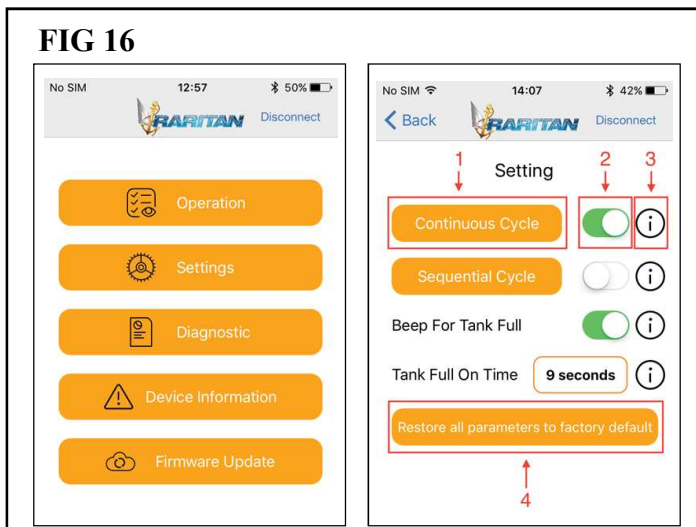 FIG 16
No SIM 12:57 50%
RARITAN Disconnect
Operation
Settings
Diagnostic
Device Information
Firmware Update
No SIM 14:07 42%
Back RARITAN Disconnect
1 2 3
Setting
Continuous Cycle
Sequential Cycle
Beep For Tank Full
Tank Full On Time 9 seconds
Restore all parameters to factory default
4